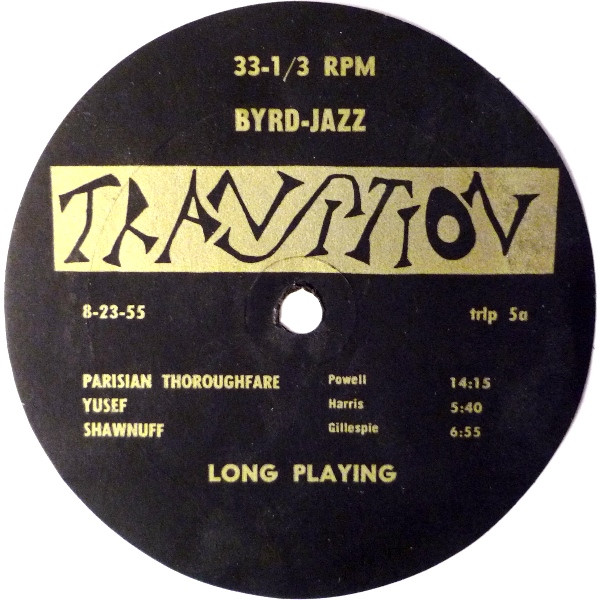 33-1/3 RPM
BYRD-JAZZ
TRANSITION
8-23-55 trlp 5a
PARISIAN THOROUGHFARE Powell 14:15
YUSEF Harris 5:40
SHAWNUFF Gillespie 6:55
LONG PLAYING